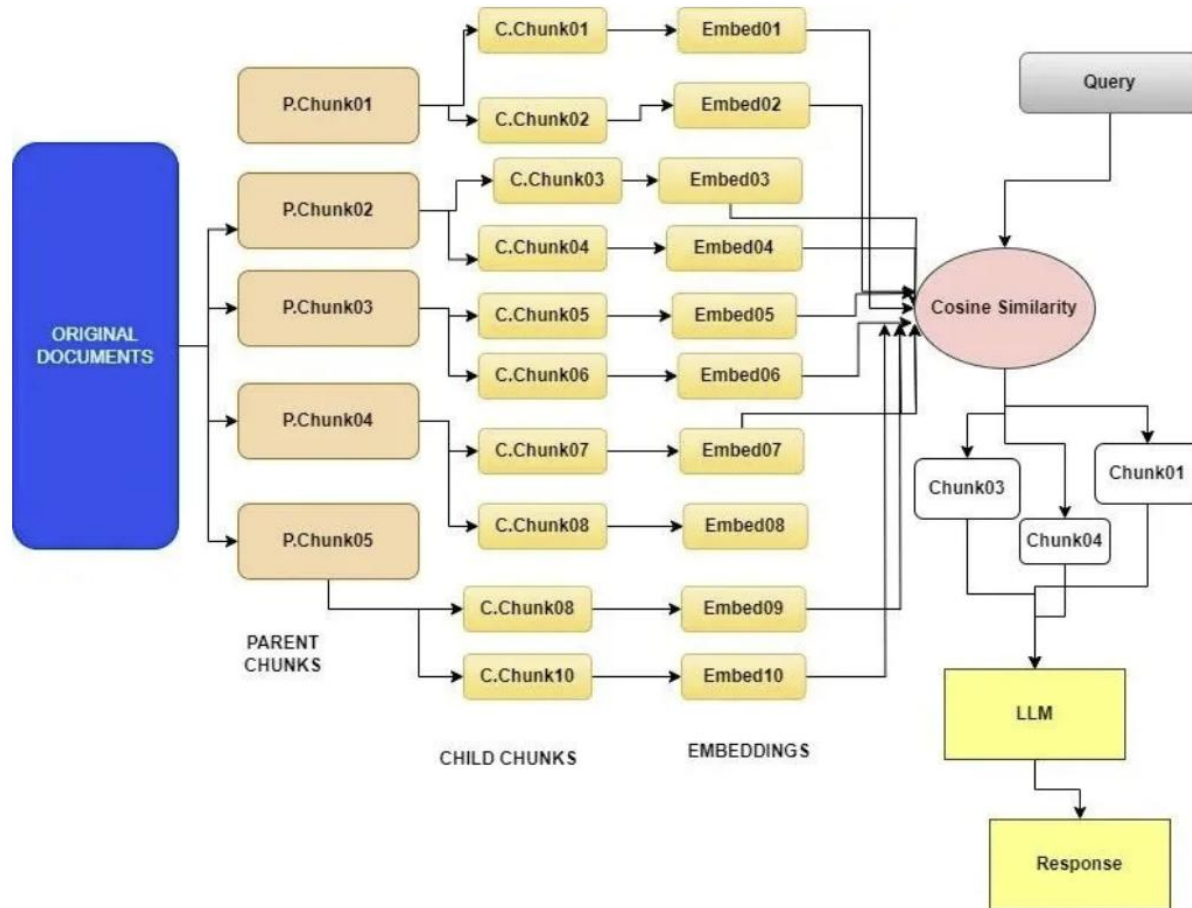 C.Chunk01
Embed01
Query
P.Chunk01
C.Chunk02
Embed02
C.Chunk03
Embed03
P.Chunk02
C.Chunk04
Embed04
Cosine Similarity
P.Chunk03
C.Chunk05
Embed05
ORIGINAL
DOCUMENTS
C.Chunk06
Embed06
P.Chunk04
C.Chunk07
Embed07
Chunk03
Chunk01
P.Chunk05
C.Chunk08
Embed08
Chunk04
C.Chunk08
Embed09
PARENT
CHUNKS
C.Chunk10
Embed10
LLM
CHILD CHUNKS
EMBEDDINGS
Response